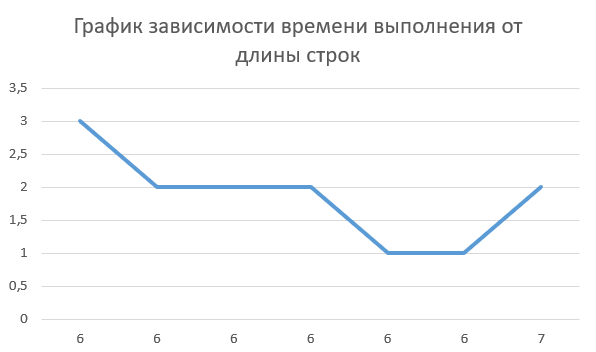 График зависимости времени выполнения от
длины строк
3,5
3
2,5
2
1,5
1
0,5
0
6 6 6 6 6 6 7